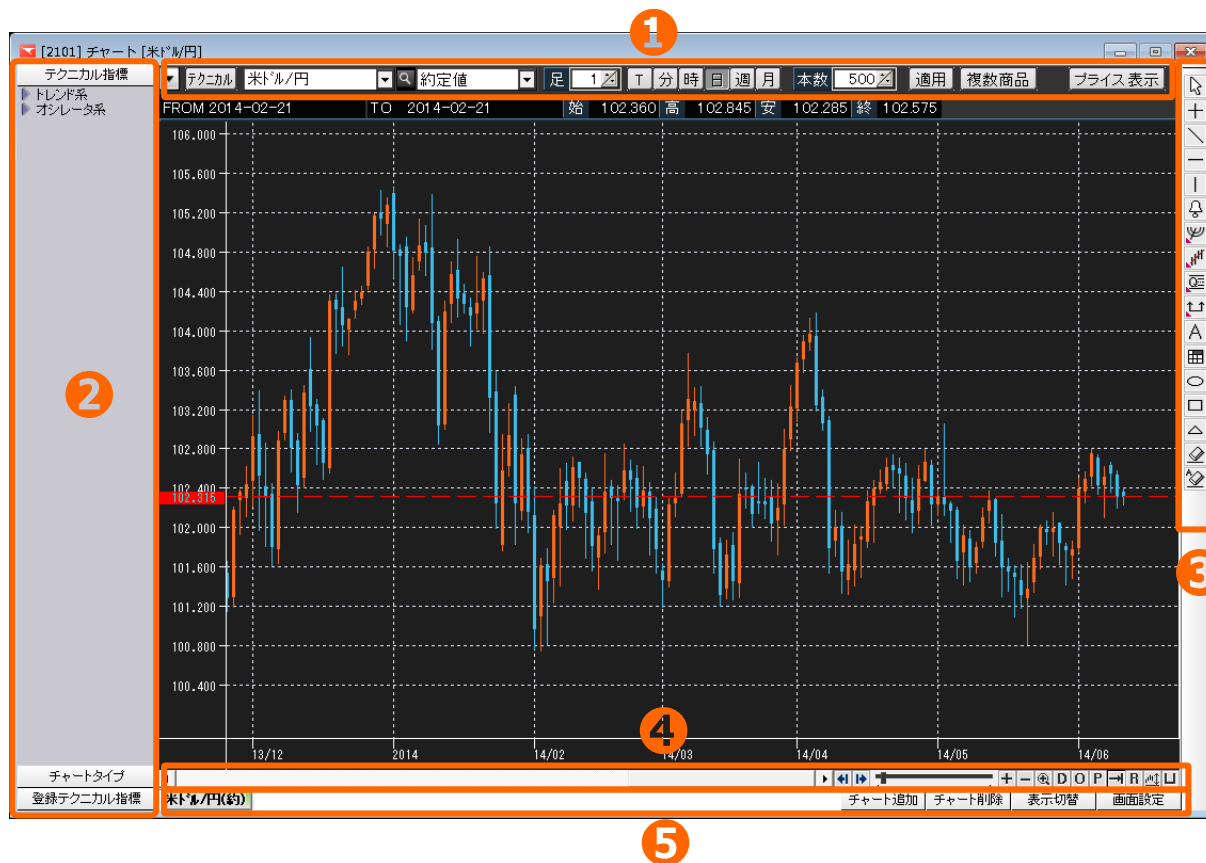 1
[2101] チャート [米ドル/円]
テクニカル指標
テクニカル 米ドル/円 約定値 足 1 T 分 時 日 週 月 本数 500 適用 複数商品 プライス表示
トレンド系
オシレータ系
FROM 2014-02-21 TO 2014-02-21 始 102.360 高 102.845 安 102.285 終 102.575
106.000
105.600
105.200
104.800
104.400
104.000
103.600
103.200
102.800
102.400
102.315
102.000
101.600
101.200
100.800
100.400
2
3
4
13/12 2014 14/02 14/03 14/04 14/05 14/06
チャートタイプ
D O P R
登録テクニカル指標
米ドル/円(約) チャート追加 チャート削除 表示切替 画面設定
5
A